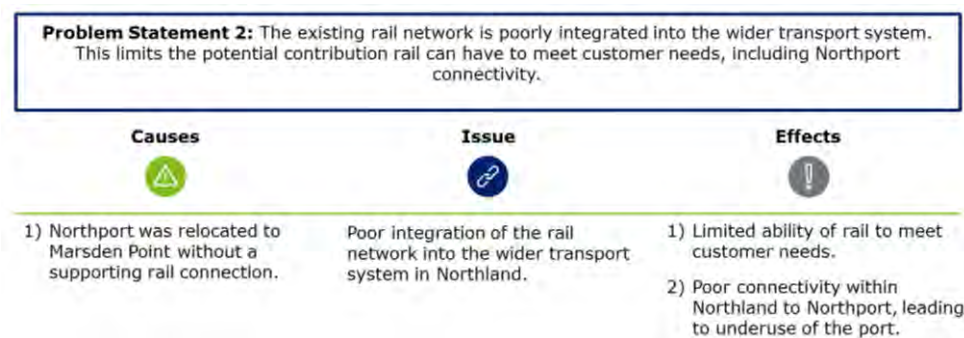 Problem Statement 2: The existing rail network is poorly integrated into the wider transport system.
This limits the potential contribution rail can have to meet customer needs, including Northport
connectivity.
Causes
Issue
Effects
1) Northport was relocated to
Marsden Point without a
supporting rail connection.
Poor integration of the rail
network into the wider transport
system in Northland.
1) Limited ability of rail to meet
customer needs.
2) Poor connectivity within
Northland to Northport, leading
to underuse of the port.